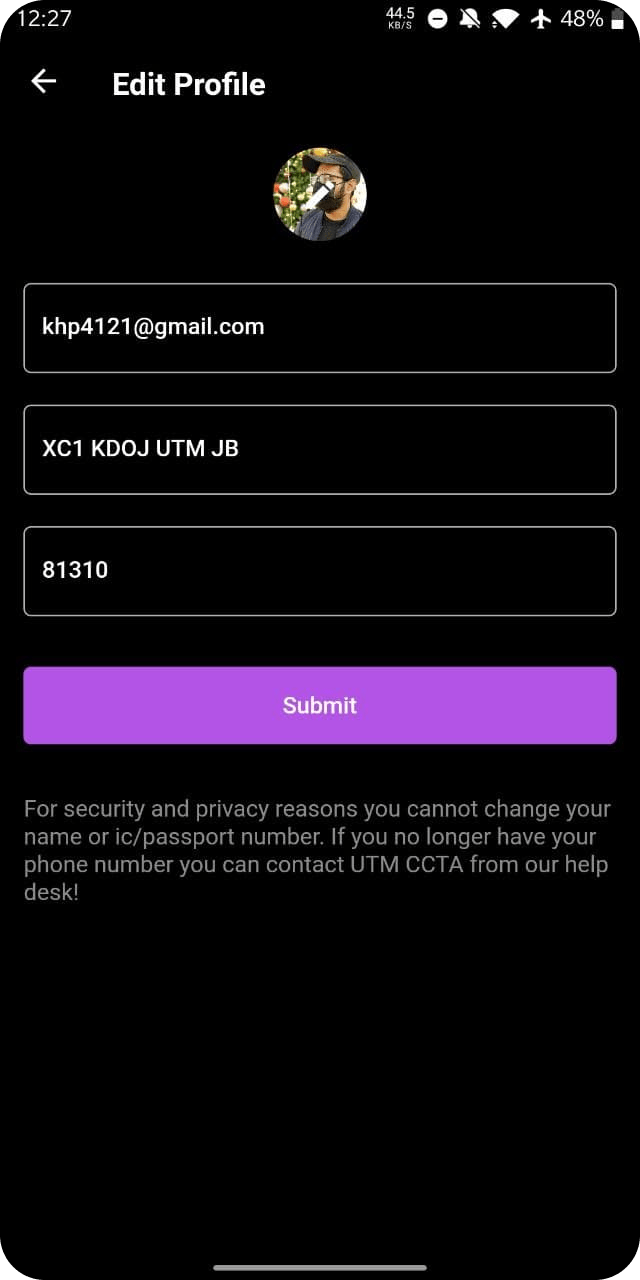 12:27
44.5
KB/S
48%
Edit Profile
khp4121@gmail.com
XC1 KDOJ UTM JB
81310
Submit
For security and privacy reasons you cannot change your
name or ic/passport number. If you no longer have your
phone number you can contact UTM CCTA from our help
desk!